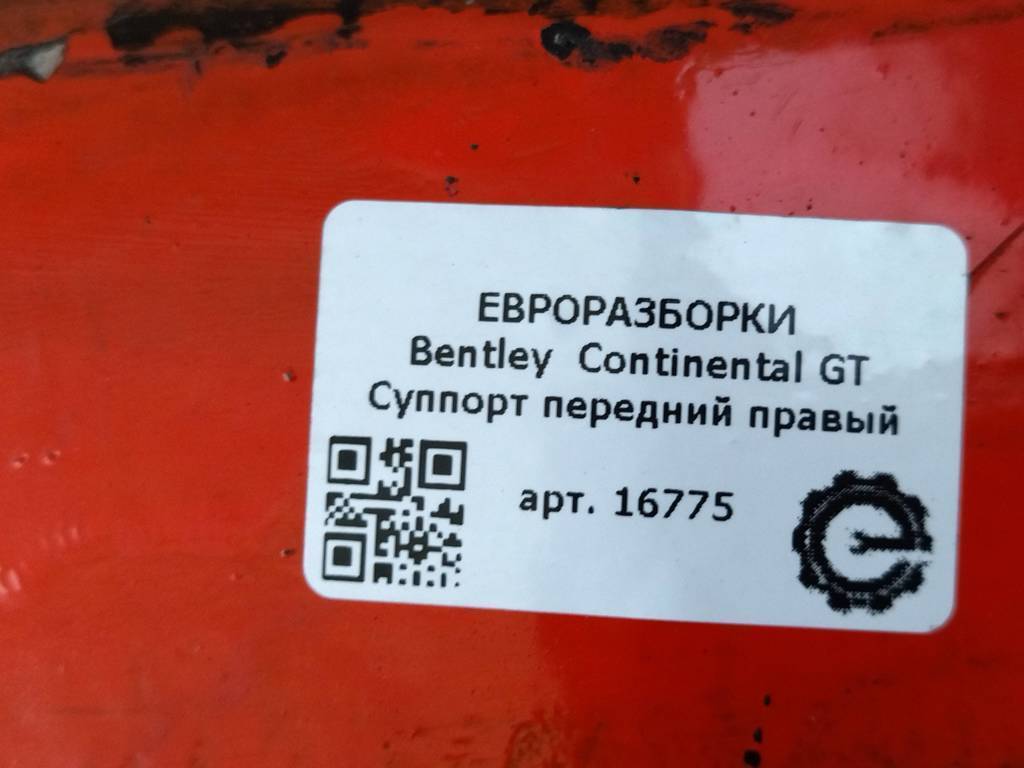 ЕВРОРАЗБОРКИ
Bentley Continental GT
Суппорт передний правый
арт. 16775